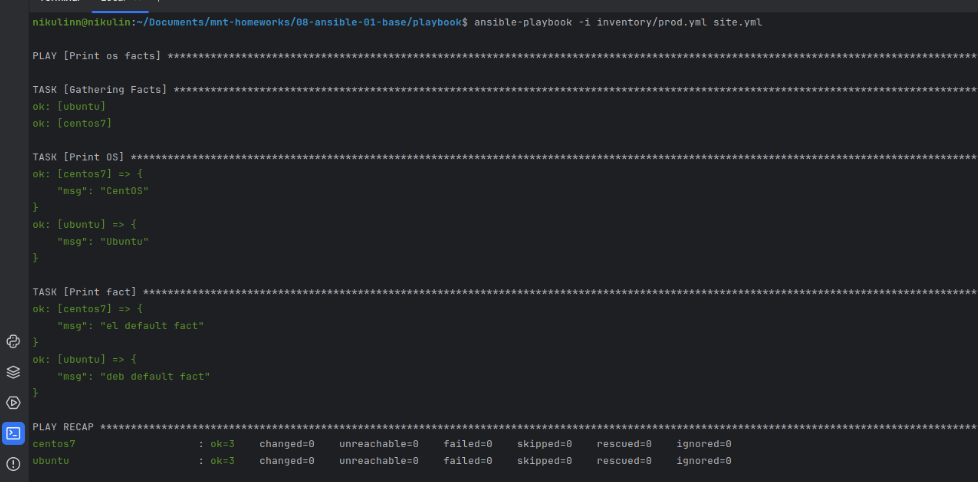 nikulinn@nikulin:~/Documents/mnt-homeworks/08-ansible-01-base/playbook$ ansible-playbook -i inventory/prod.yml site.yml
PLAY [Print os facts] ****************************************************************************************************************************************
TASK [Gathering Facts] ***************************************************************************************************************************************
ok: [ubuntu]
ok: [centos7]
TASK [Print OS] **********************************************************************************************************************************************
ok: [centos7] => {
    "msg": "CentOS"
}
ok: [ubuntu] => {
    "msg": "Ubuntu"
}
TASK [Print fact] ********************************************************************************************************************************************
ok: [centos7] => {
    "msg": "el default fact"
}
ok: [ubuntu] => {
    "msg": "deb default fact"
}
PLAY RECAP ***************************************************************************************************************************************************
centos7                    : ok=3    changed=0    unreachable=0    failed=0    skipped=0    rescued=0    ignored=0
ubuntu                     : ok=3    changed=0    unreachable=0    failed=0    skipped=0    rescued=0    ignored=0